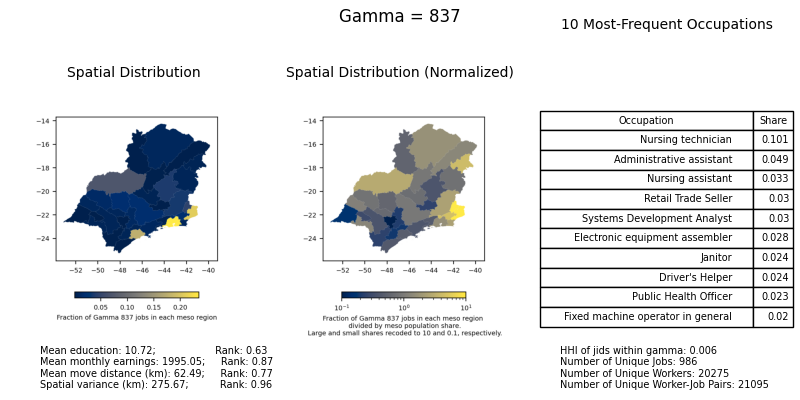 Gamma = 837
10 Most-Frequent Occupations
Spatial Distribution
Spatial Distribution (Normalized)
−14
−16
−18
−20
−22
−24
−52 −50 −48 −46 −44 −42 −40
0.05 0.10 0.15 0.20
Fraction of Gamma 837 jobs in each meso region
−14
−16
−18
−20
−22
−24
−52 −50 −48 −46 −44 −42 −40
10⁻¹ 10⁰ 10¹
Fraction of Gamma 837 jobs in each meso region
divided by meso population share.
Large and small shares recoded to 10 and 0.1, respectively.
Occupation Share
Nursing technician 0.101
Administrative assistant 0.049
Nursing assistant 0.033
Retail Trade Seller 0.03
Systems Development Analyst 0.03
Electronic equipment assembler 0.028
Janitor 0.024
Driver's Helper 0.024
Public Health Officer 0.023
Fixed machine operator in general 0.02
Mean education: 10.72; Rank: 0.63
Mean monthly earnings: 1995.05; Rank: 0.87
Mean move distance (km): 62.49; Rank: 0.77
Spatial variance (km): 275.67; Rank: 0.96
HHI of jids within gamma: 0.006
Number of Unique Jobs: 986
Number of Unique Workers: 20275
Number of Unique Worker-Job Pairs: 21095